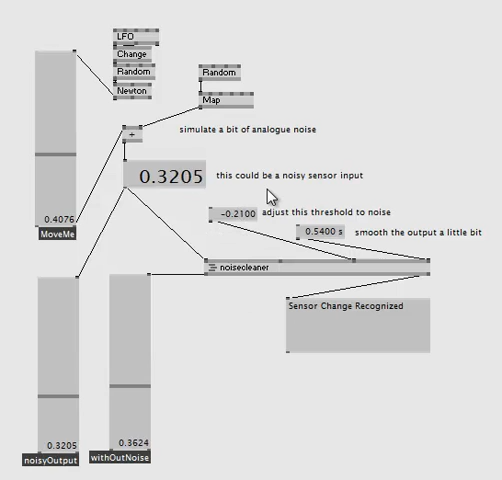 LFO
Change
Random
Newton
Random
Map
+
simulate a bit of analogue noise
0.3205
this could be a noisy sensor input
0.4076
MoveMe
-0.2100
adjust this threshold to noise
0.5400 s
smooth the output a little bit
noisecleaner
Sensor Change Recognized
0.3205
noisyOutput
0.3624
withOutNoise